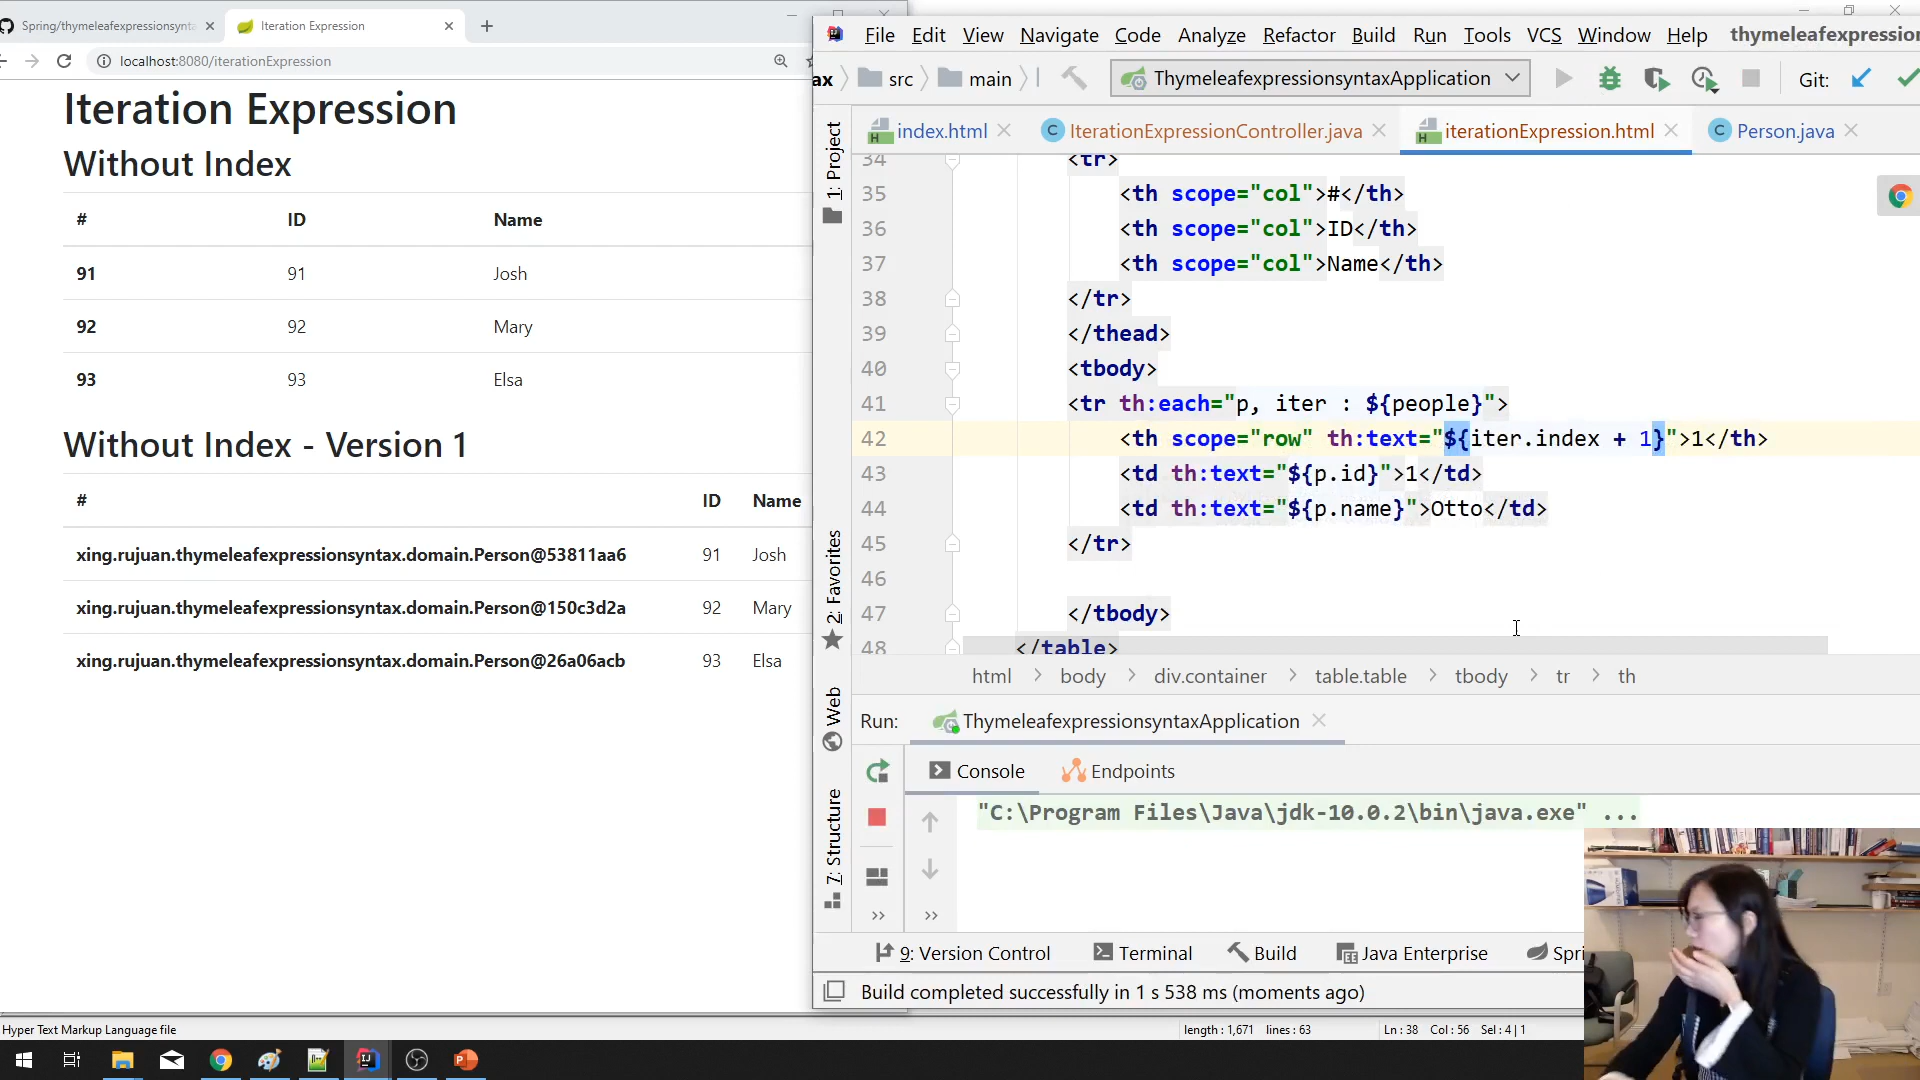 Spring/thymeleafexpressionsynta
Iteration Expression
localhost:8080/iterationExpression
Iteration Expression
Without Index
# ID Name
91 91 Josh
92 92 Mary
93 93 Elsa
Without Index - Version 1
# ID Name
xing.rujuan.thymeleafexpressionsyntax.domain.Person@53811aa6 91 Josh
xing.rujuan.thymeleafexpressionsyntax.domain.Person@150c3d2a 92 Mary
xing.rujuan.thymeleafexpressionsyntax.domain.Person@26a06acb 93 Elsa
File Edit View Navigate Code Analyze Refactor Build Run Tools VCS Window Help thymeleafexpression
ax src main ThymeleafexpressionsyntaxApplication Git:
index.html IterationExpressionController.java iterationExpression.html Person.java
1: Project
2: Favorites
Web
7: Structure
34 <tr>
35 <th scope="col">#</th>
36 <th scope="col">ID</th>
37 <th scope="col">Name</th>
38 </tr>
39 </thead>
40 <tbody>
41 <tr th:each="p, iter : ${people}">
42 <th scope="row" th:text="${iter.index + 1}">1</th>
43 <td th:text="${p.id}">1</td>
44 <td th:text="${p.name}">Otto</td>
45 </tr>
46
47 </tbody>
48 </table>
html body div.container table.table tbody tr th
Run: ThymeleafexpressionsyntaxApplication
Console Endpoints
"C:\Program Files\Java\jdk-10.0.2\bin\java.exe" ...
9: Version Control Terminal Build Java Enterprise Spri
Build completed successfully in 1 s 538 ms (moments ago)
Hyper Text Markup Language file length : 1,671 lines : 63 Ln : 38 Col : 56 Sel : 4 | 1